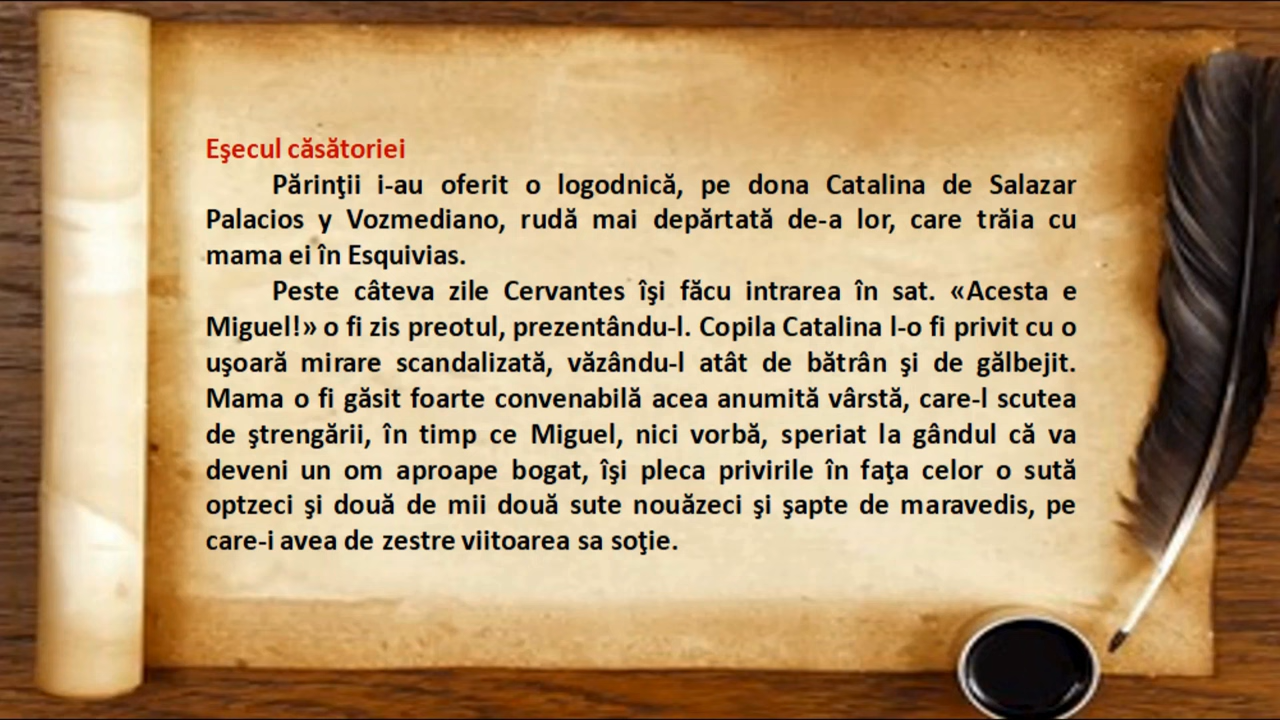 Eşecul căsătoriei
Părinţii i-au oferit o logodnică, pe dona Catalina de Salazar
Palacios y Vozmediano, rudă mai depărtată de-a lor, care trăia cu
mama ei în Esquivias.
Peste câteva zile Cervantes îşi făcu intrarea în sat. «Acesta e
Miguel!» o fi zis preotul, prezentându-l. Copila Catalina l-o fi privit cu o
uşoară mirare scandalizată, văzându-l atât de bătrân şi de gălbejit.
Mama o fi găsit foarte convenabilă acea anumită vârstă, care-l scutea
de ştrengării, în timp ce Miguel, nici vorbă, speriat la gândul că va
deveni un om aproape bogat, îşi pleca privirile în faţa celor o sută
optzeci şi două de mii două sute nouăzeci şi şapte de maravedis, pe
care-i avea de zestre viitoarea sa soţie.